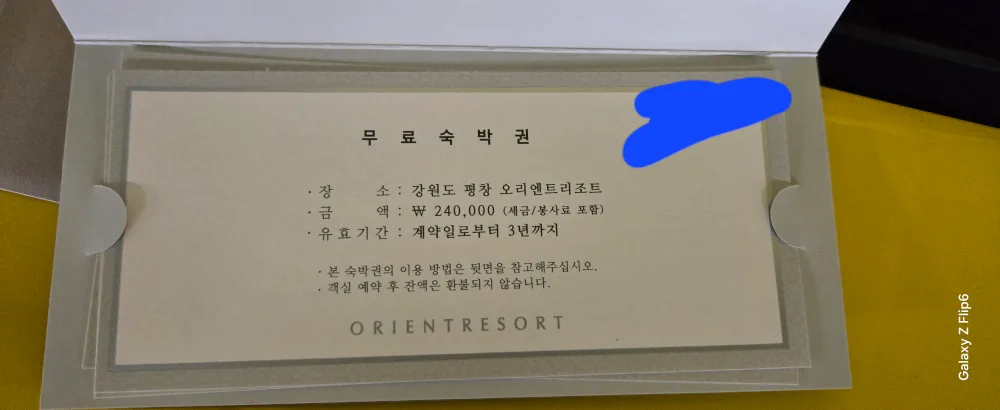 무 료 숙 박 권
· 장 소 : 강원도 평창 오리엔트리조트
· 금 액 : ₩ 240,000 (세금/봉사료 포함)
· 유효기간 : 계약일로부터 3년까지
· 본 숙박권의 이용 방법은 뒷면을 참고해주십시오.
· 객실 예약 후 잔액은 환불되지 않습니다.
ORIENTRESORT
Galaxy Z Flip6